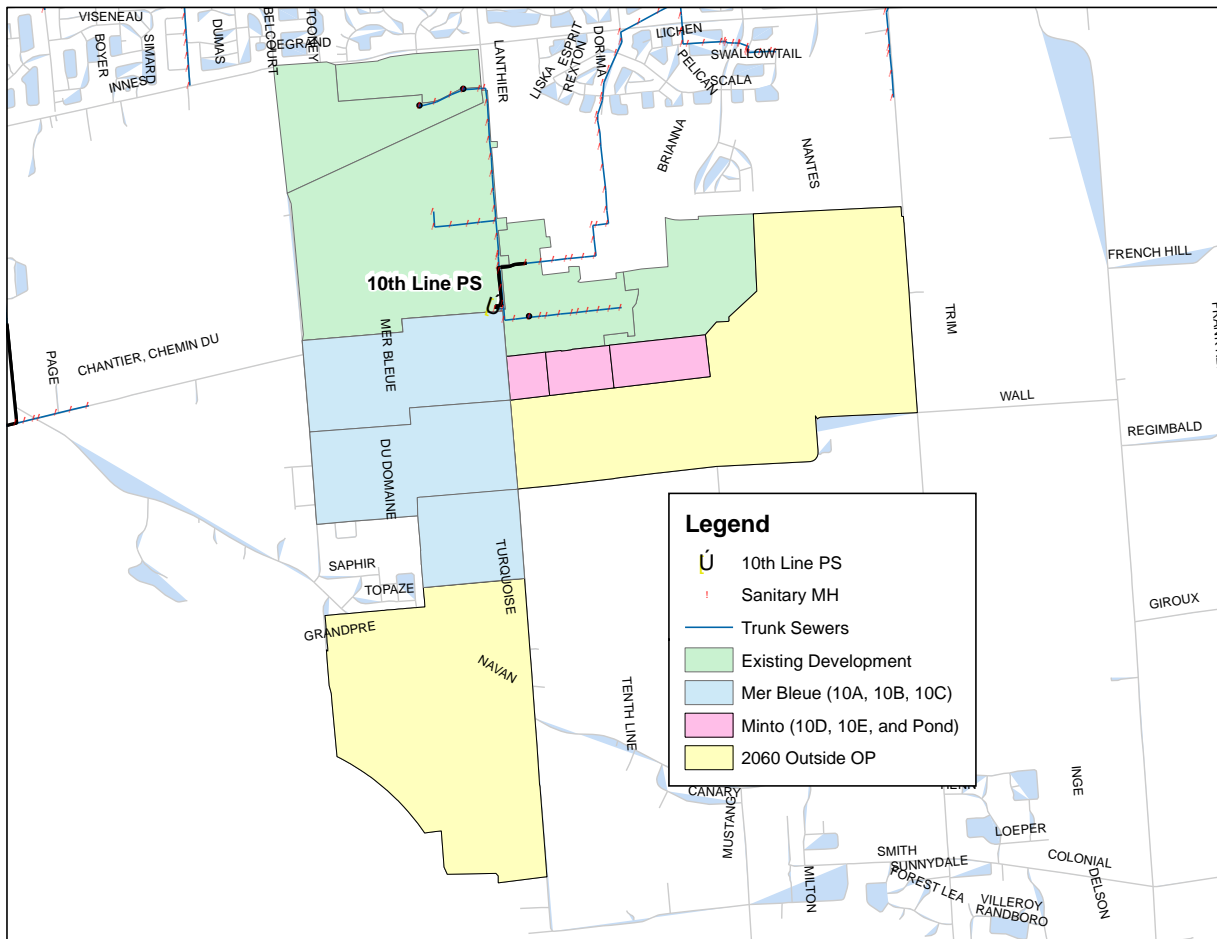 VISENEAU
BOYER
SIMARD
DUMAS
BELCOURT
TOONEY
DEGRAND
INNES
LANTHIER
LISKA
ESPRIT
REXTON
DORIMA
LICHEN
PELICAN
SWALLOWTAIL
SCALA
BRIANNA
NANTES
FRENCH HILL
TRIM
10th Line PS
MER BLEUE
CHANTIER, CHEMIN DU
PAGE
WALL
REGIMBALD
DU DOMAINE
SAPHIR
TOPAZE
TURQUOISE
GRANDPRE
NAVAN
TENTH LINE
GIROUX
Legend
10th Line PS
Sanitary MH
Trunk Sewers
Existing Development
Mer Bleue (10A, 10B, 10C)
Minto (10D, 10E, and Pond)
2060 Outside OP
CANARY
MUSTANG
INGE
LOEPER
SMITH
SUNNYDALE
COLONIAL
DELSON
MILTON
FOREST LEA
VILLEROY
RANDBORO